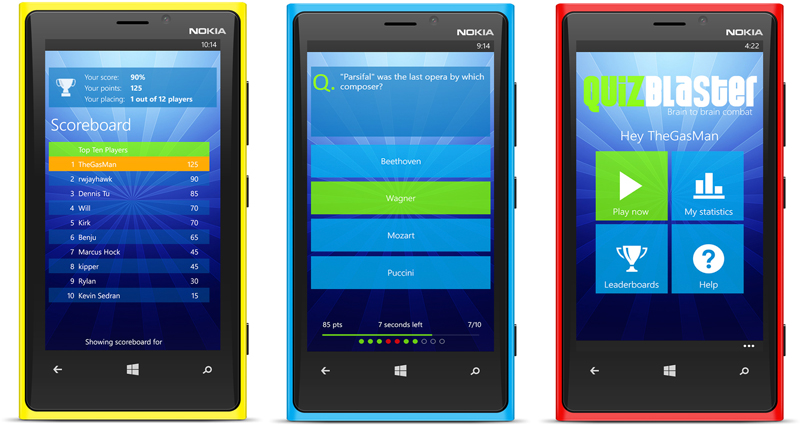 NOKIA
10:14
Your score: 90%
Your points: 125
Your placing: 1 out of 12 players
Scoreboard
Top Ten Players
1 TheGasMan 125
2 rwjayhawk 90
3 Dennis Tu 85
4 Will 70
5 Kirk 70
6 Benju 65
7 Marcus Hock 45
8 kipper 45
9 Rylan 30
10 Kevin Sedran 15
Showing scoreboard for
NOKIA
9:14
Q. "Parsifal" was the last opera by which
composer?
Beethoven
Wagner
Mozart
Puccini
85 pts 7 seconds left 7/10
NOKIA
4:22
QUIZBLASTER
Brain to brain combat
Hey TheGasMan
Play now
My statistics
Leaderboards
?
Help